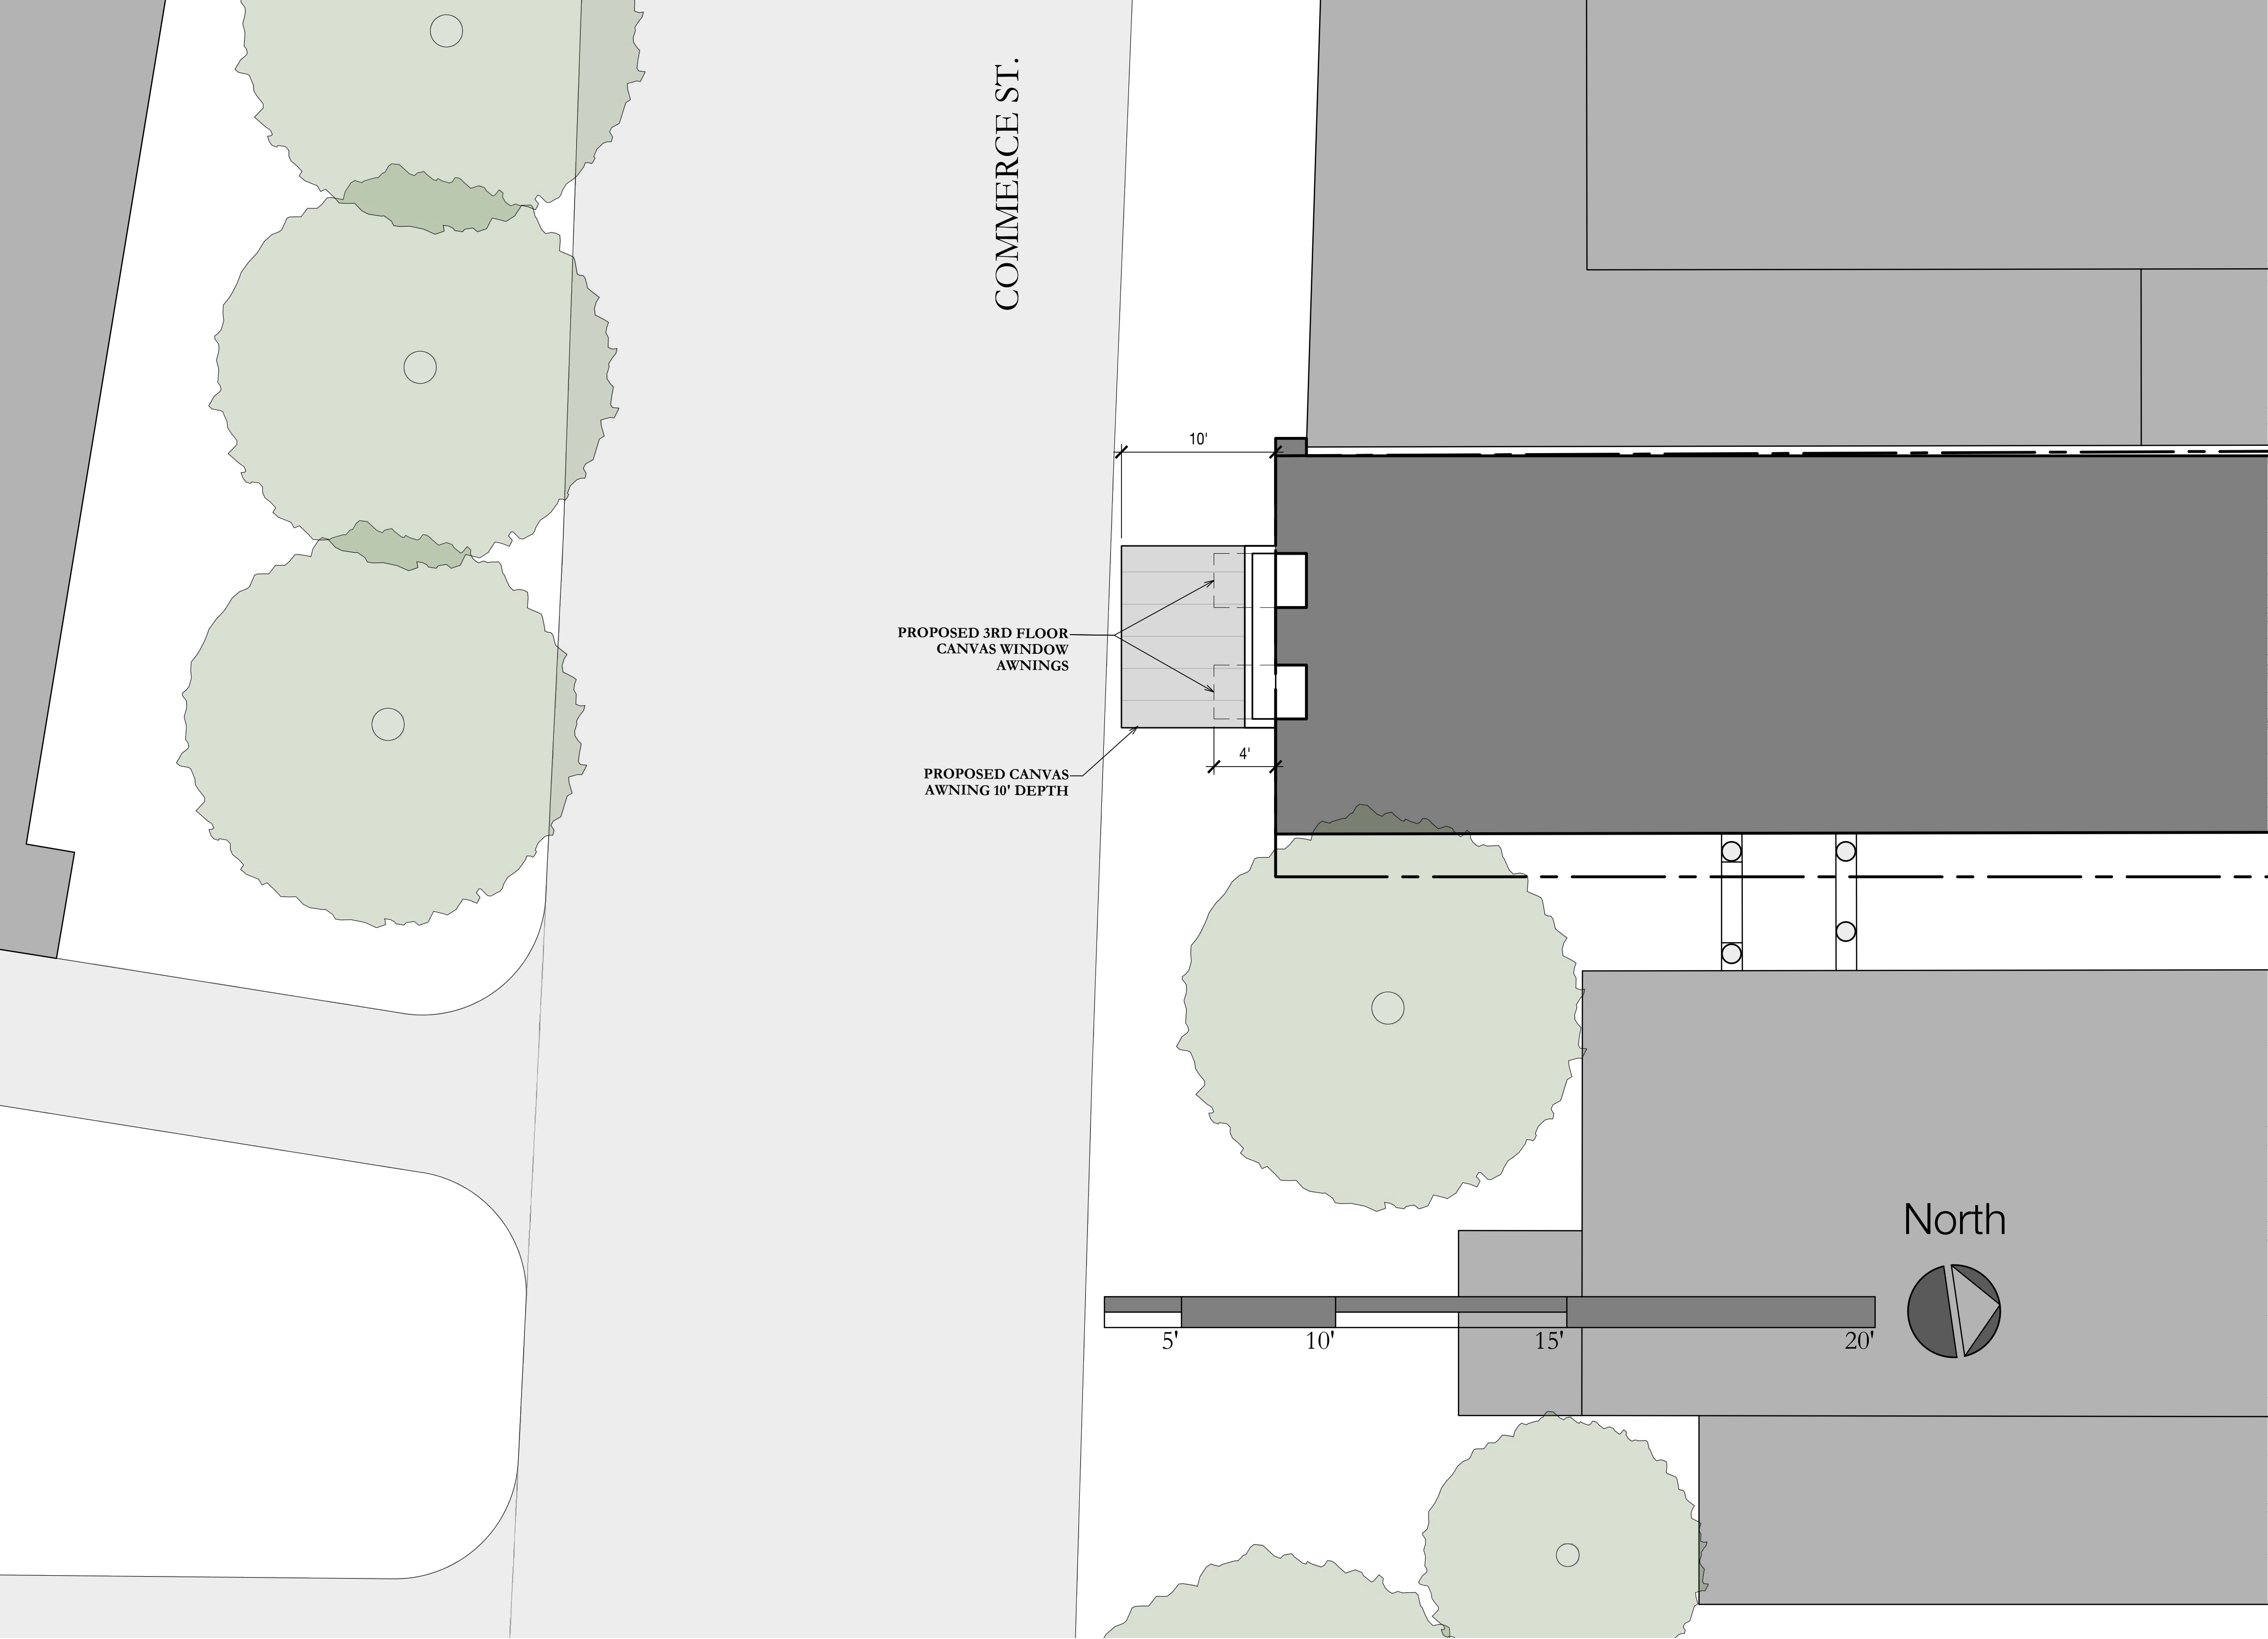 COMMERCE ST.
10'
PROPOSED 3RD FLOOR
CANVAS WINDOW
AWNINGS
4'
PROPOSED CANVAS
AWNING 10' DEPTH
North
5'
10'
15'
20'